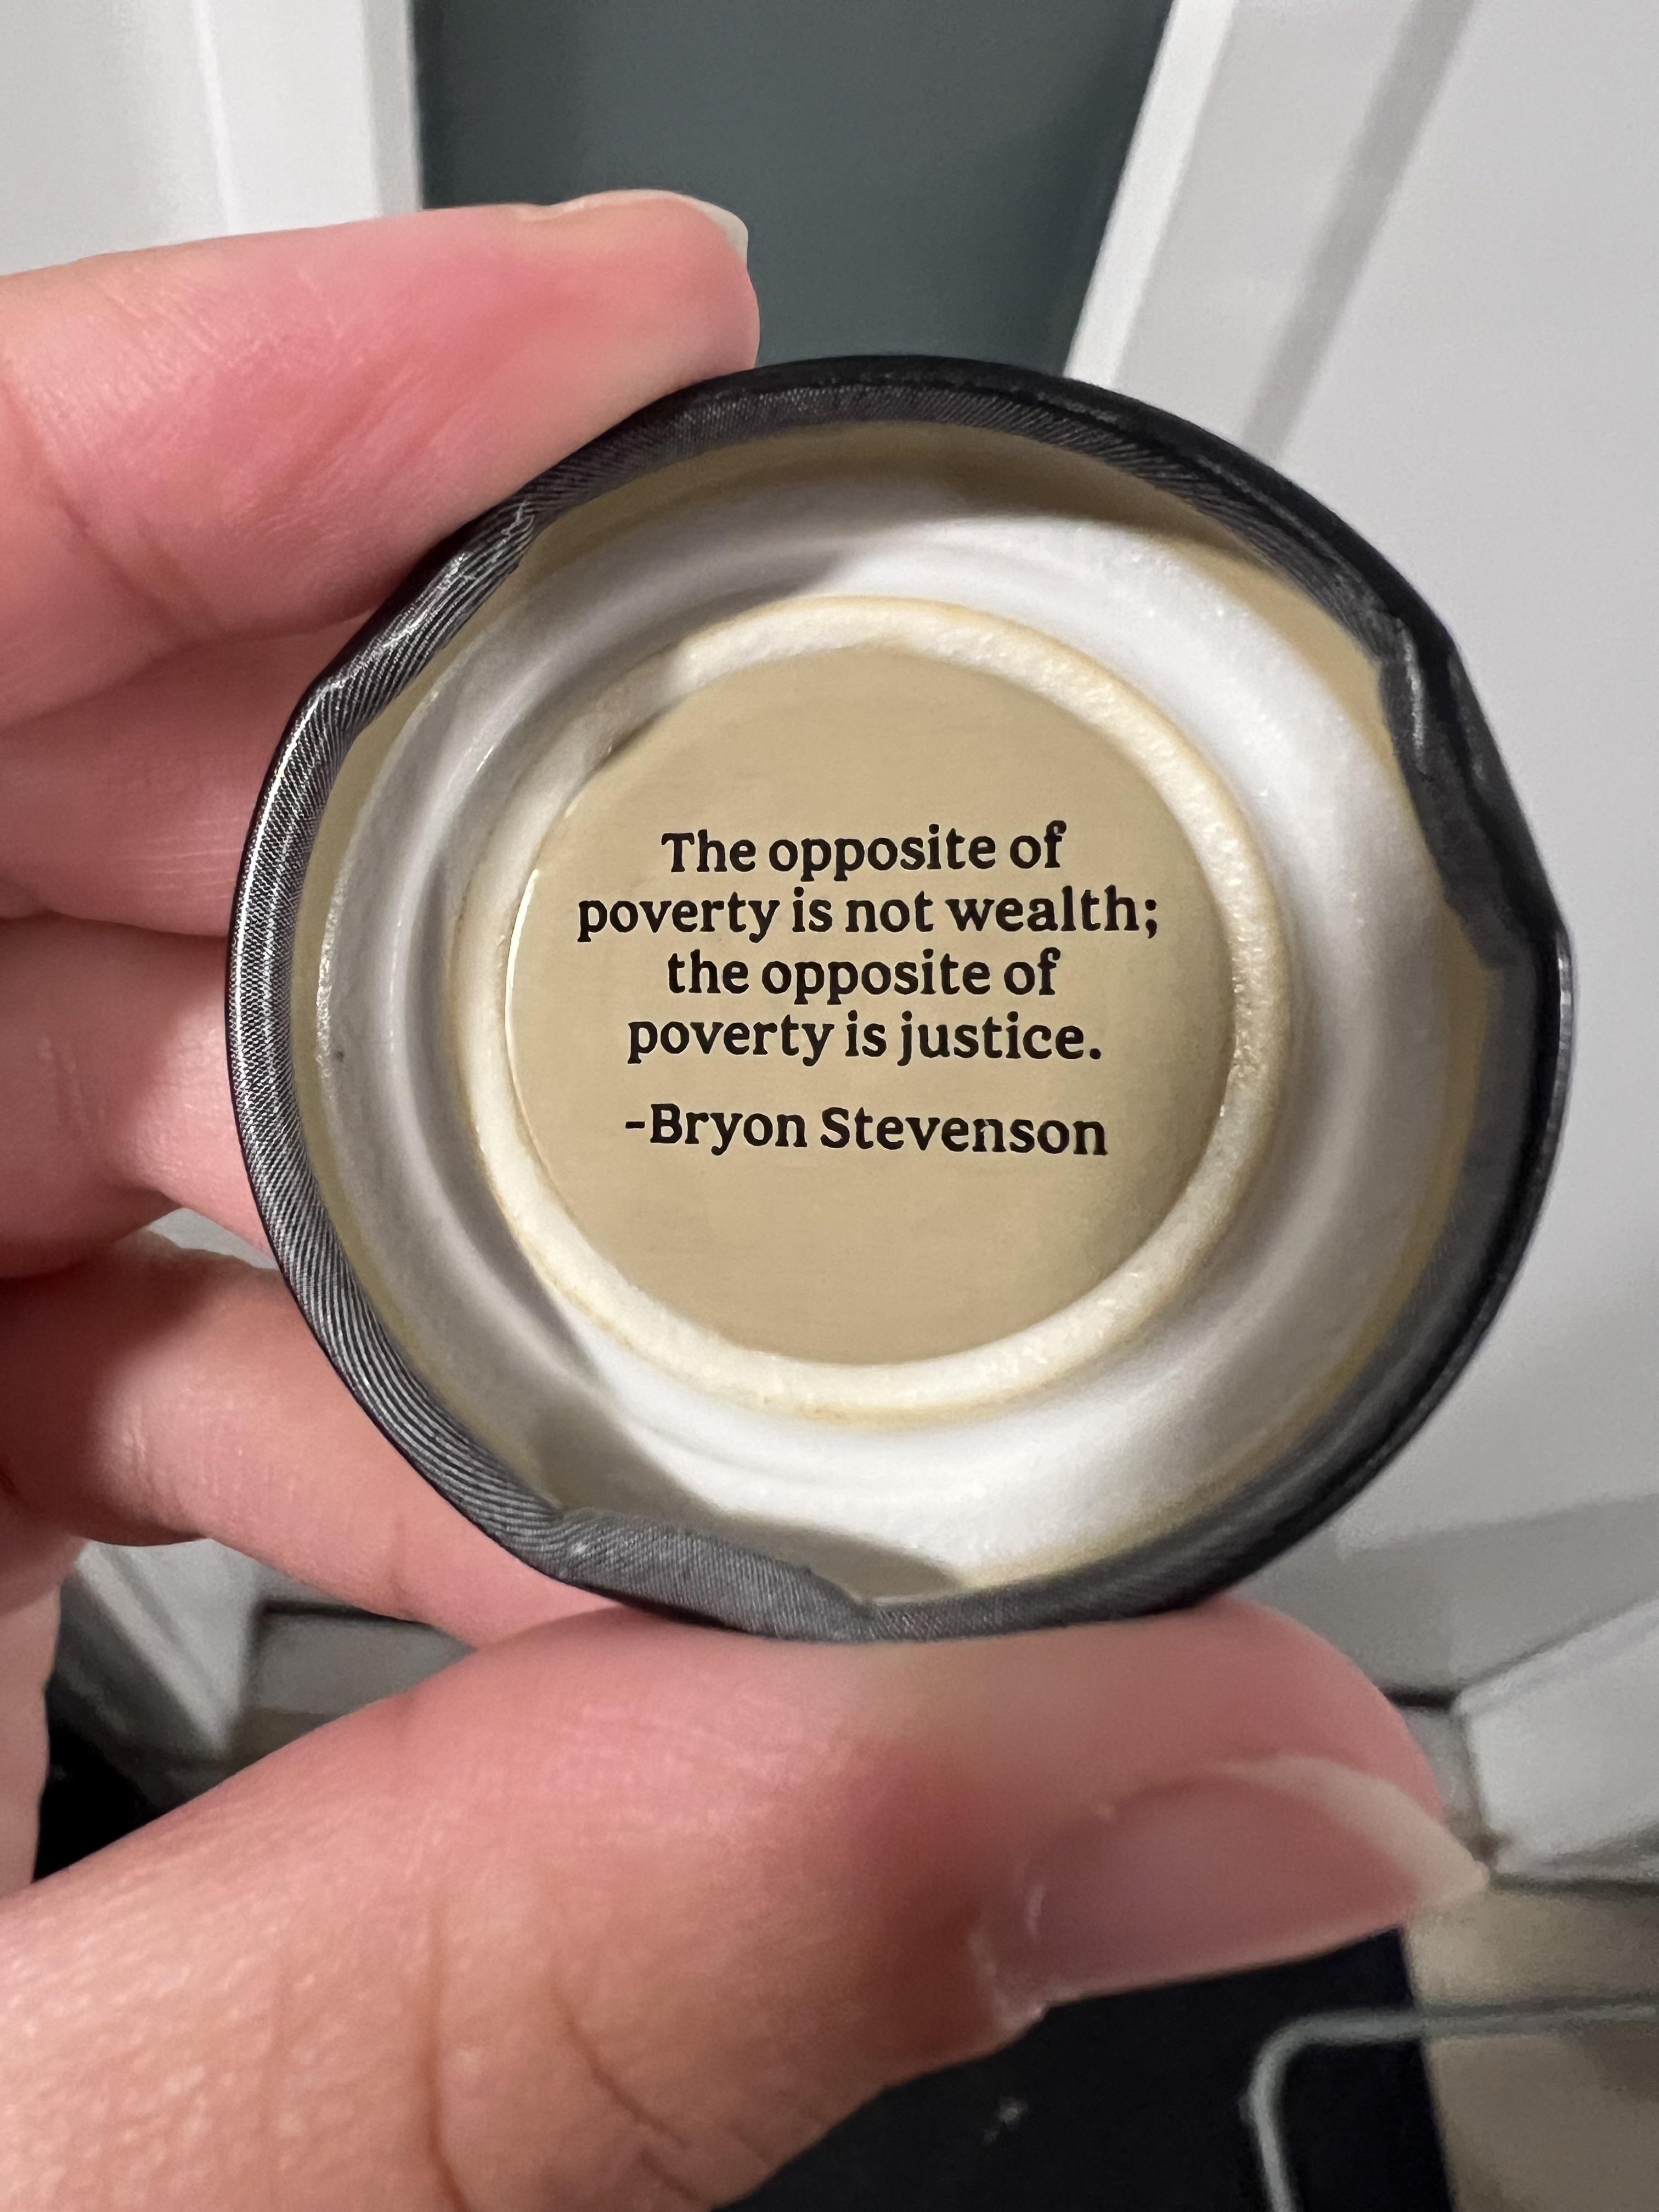 The opposite of
poverty is not wealth;
the opposite of
poverty is justice.
-Bryon Stevenson